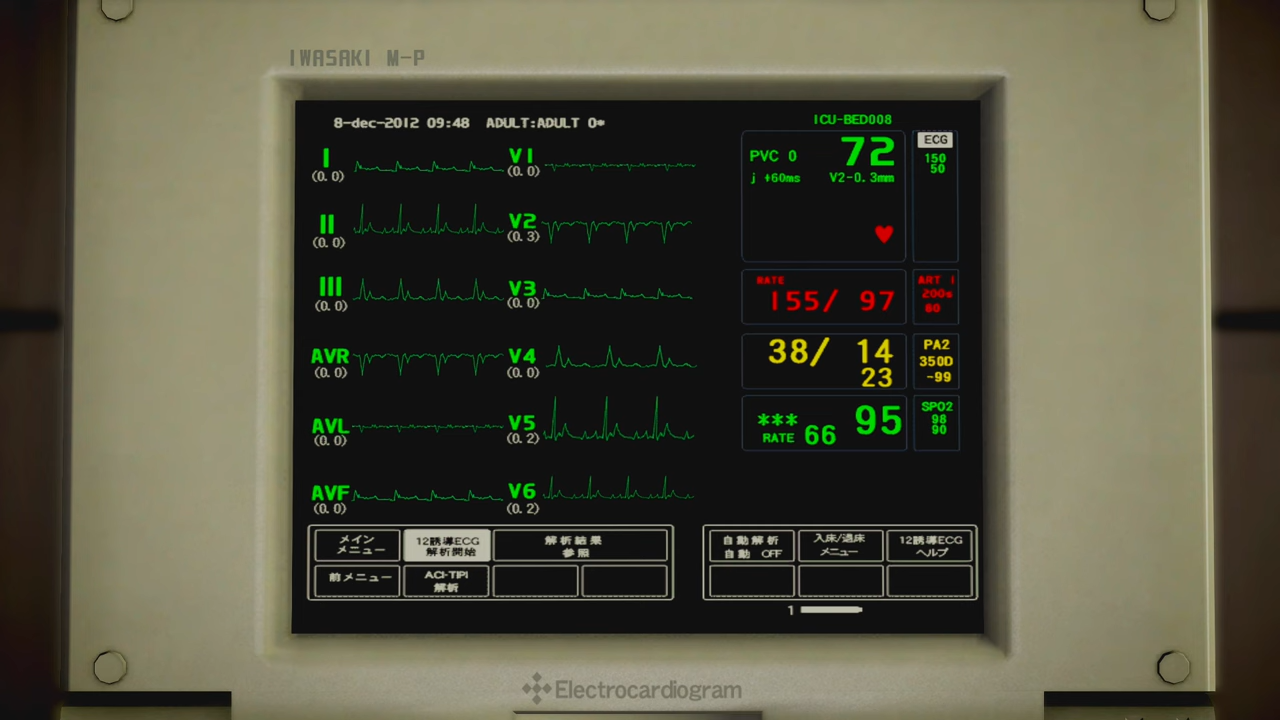 IWASAKI M-P
8-dec-2012 09:48 ADULT:ADULT 0*
ICU-BED008
I
(0.0)
II
(0.0)
III
(0.0)
AVR
(0.0)
AVL
(0.0)
AVF
(0.0)
V1
(0.0)
V2
(0.3)
V3
(0.0)
V4
(0.0)
V5
(0.2)
V6
(0.2)
PVC 0 72
j +60ms V2-0.3mm
ECG
150
50
RATE
155/ 97
ART 1
60
38/ 14
23
PA2
350D
-99
*** 95
RATE 66
SPO2
98
90
メイン
メニュー
12誘導ECG
解析開始
解析結果
参照
前メニュー
ACI-TIPI
解析
自動解析
自動 OFF
入床/退床
メニュー
12誘導ECG
ヘルプ
1
Electrocardiogram